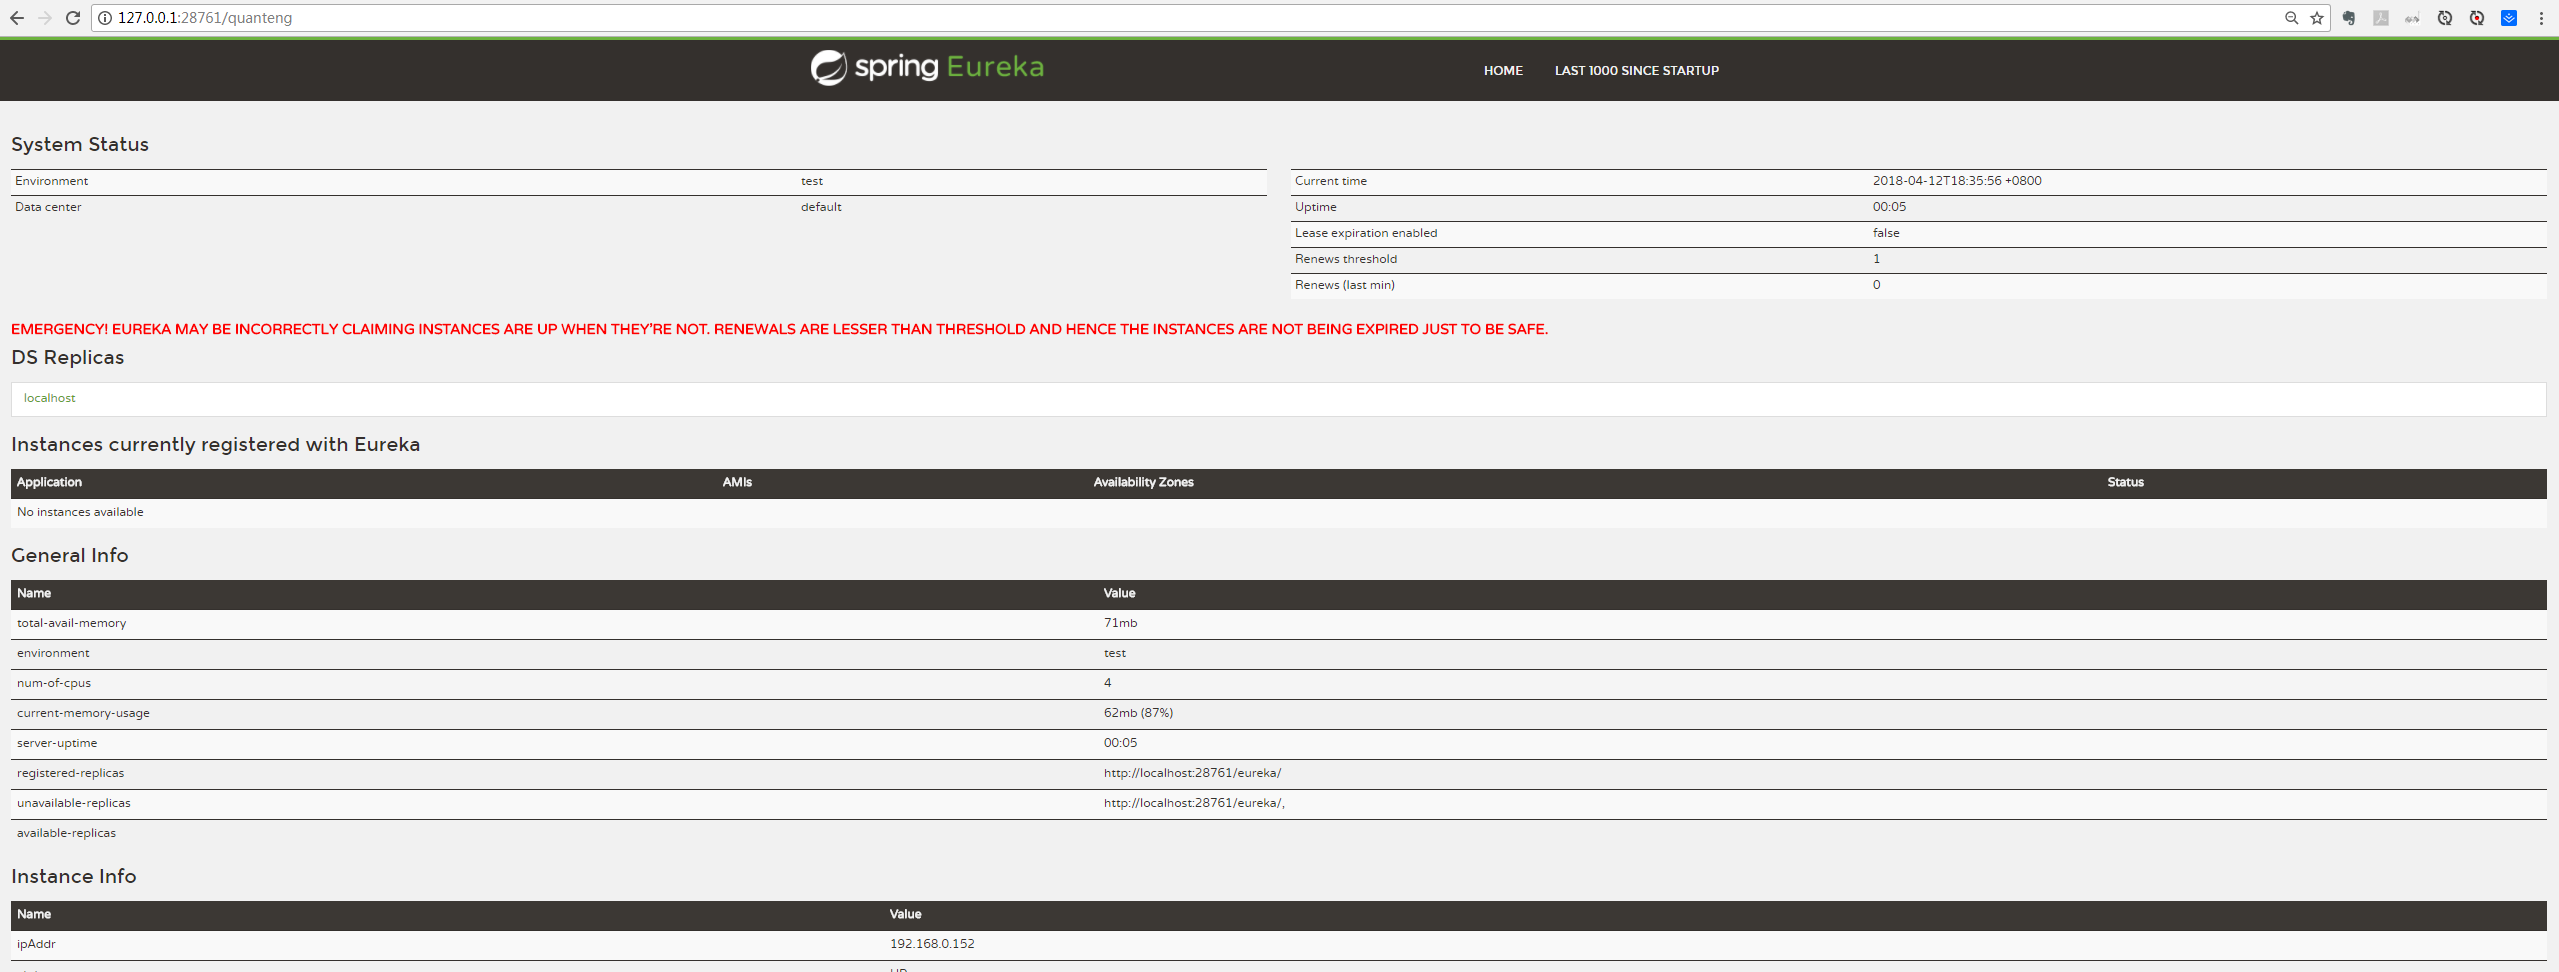 127.0.0.1:28761/quanteng
spring Eureka
HOME LAST 1000 SINCE STARTUP
System Status
Environment test
Data center default
Current time 2018-04-12T18:35:56 +0800
Uptime 00:05
Lease expiration enabled false
Renews threshold 1
Renews (last min) 0
EMERGENCY! EUREKA MAY BE INCORRECTLY CLAIMING INSTANCES ARE UP WHEN THEY'RE NOT. RENEWALS ARE LESSER THAN THRESHOLD AND HENCE THE INSTANCES ARE NOT BEING EXPIRED JUST TO BE SAFE.
DS Replicas
localhost
Instances currently registered with Eureka
Application AMIs Availability Zones Status
No instances available
General Info
Name Value
total-avail-memory 71mb
environment test
num-of-cpus 4
current-memory-usage 62mb (87%)
server-uptime 00:05
registered-replicas http://localhost:28761/eureka/
unavailable-replicas http://localhost:28761/eureka/,
available-replicas
Instance Info
Name Value
ipAddr 192.168.0.152